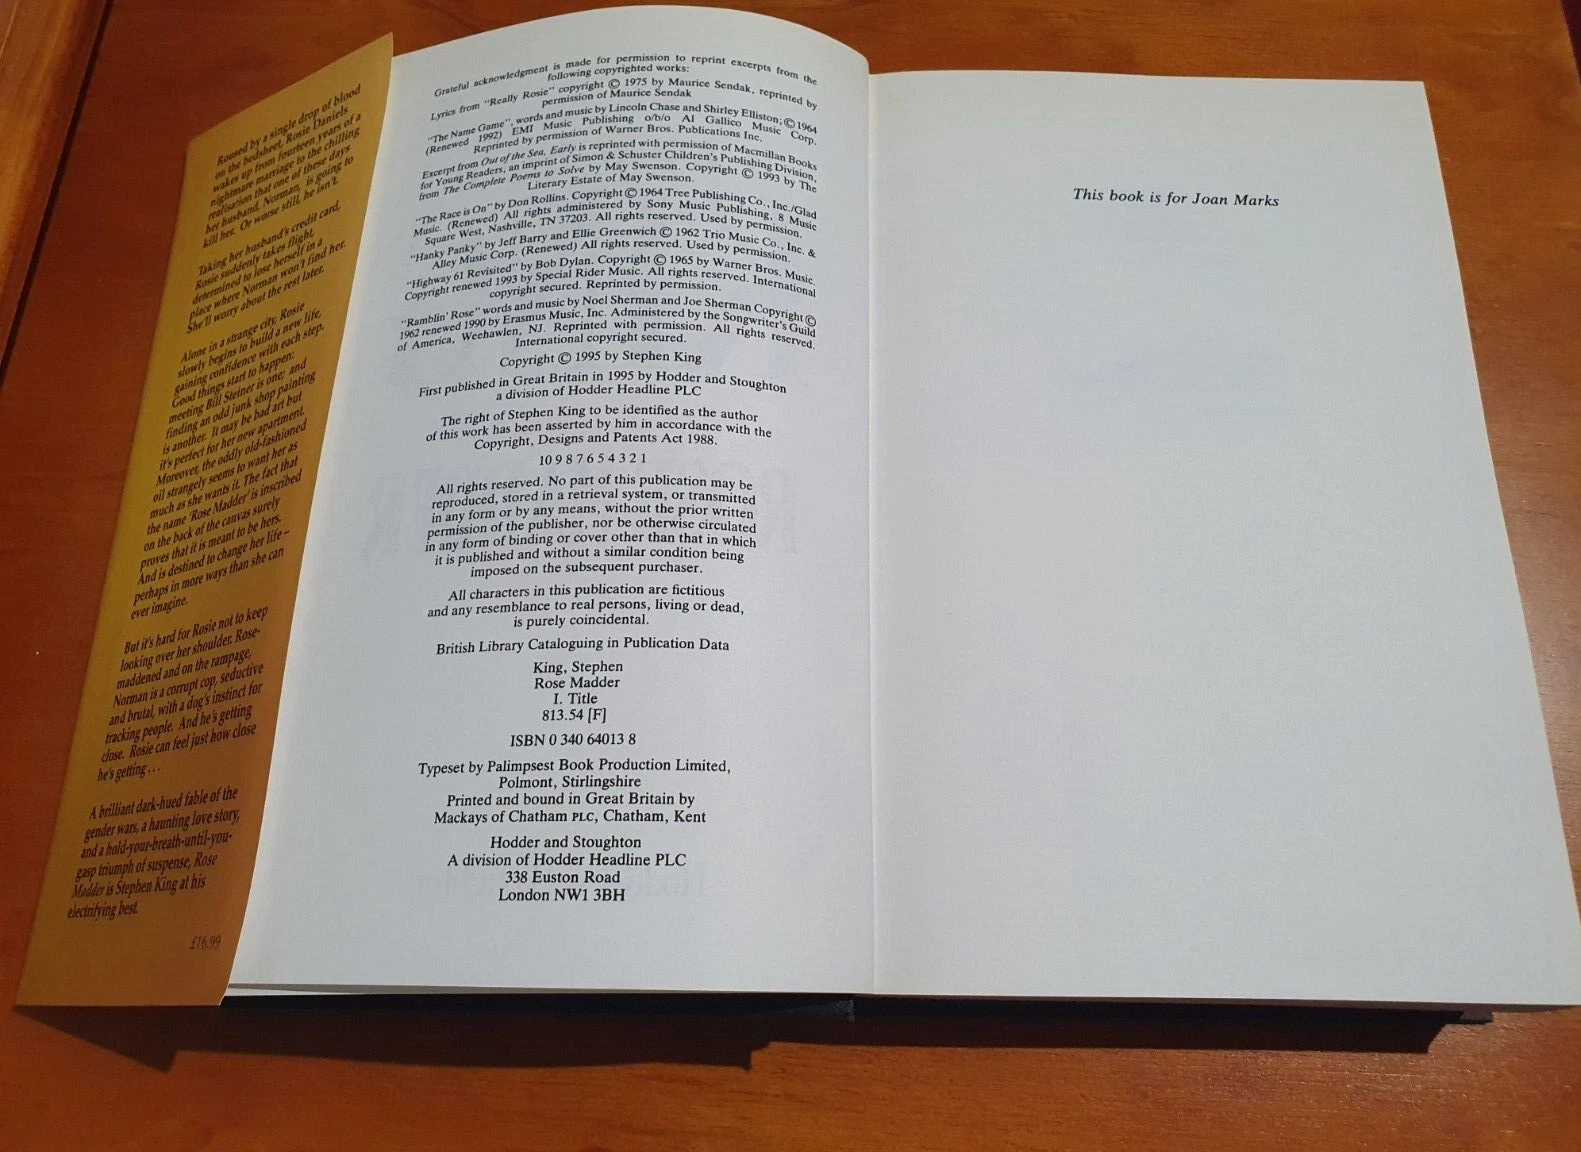 Roused by a single drop of blood
on the bedsheet, Rosie Daniels
wakes up from fourteen years of a
nightmare marriage to the chilling
realisation that one of these days
her husband, Norman, is going to
kill her. Or worse still, he isn't.
Taking her husband's credit card,
Rosie suddenly takes flight,
determined to lose herself in a
place where Norman won't find her.
She'll worry about the rest later.
Alone in a strange city, Rosie
slowly begins to build a new life,
gaining confidence with each step.
Good things start to happen:
meeting Bill Steiner is one; and
finding an odd junk shop painting
is another. It may be bad art but
it's perfect for her new apartment.
Moreover, the oddly old-fashioned
oil strangely seems to want her as
much as she wants it. The fact that
the name 'Rose Madder' is inscribed
on the back of the canvas surely
proves that it is meant to be hers.
And is destined to change her life –
perhaps in more ways than she can
ever imagine.
But it's hard for Rosie not to keep
looking over her shoulder. Rose-
maddened and on the rampage,
Norman is a corrupt cop, seductive
and brutal, with a dog's instinct for
tracking people. And he's getting
close. Rosie can feel just how close
he's getting . . .
A brilliant dark-hued fable of the
gender wars, a haunting love story,
and a hold-your-breath-until-you-
gasp triumph of suspense, Rose
Madder is Stephen King at his
electrifying best.
£16.99
Grateful acknowledgment is made for permission to reprint excerpts from the
following copyrighted works:
Lyrics from "Really Rosie" copyright © 1975 by Maurice Sendak, reprinted by
permission of Maurice Sendak
"The Name Game", words and music by Lincoln Chase and Shirley Elliston; © 1964
(Renewed 1992) EMI Music Publishing o/b/o Al Gallico Music Corp.
Reprinted by permission of Warner Bros. Publications Inc.
Excerpt from Out of the Sea, Early is reprinted with permission of Macmillan Books
for Young Readers, an imprint of Simon & Schuster Children's Publishing Division,
from The Complete Poems to Solve by May Swenson. Copyright © 1993 by The
Literary Estate of May Swenson.
"The Race is On" by Don Rollins. Copyright © 1964 Tree Publishing Co., Inc./Glad
Music. (Renewed) All rights administered by Sony Music Publishing, 8 Music
Square West, Nashville, TN 37203. All rights reserved. Used by permission.
"Hanky Panky" by Jeff Barry and Ellie Greenwich © 1962 Trio Music Co., Inc. &
Alley Music Corp. (Renewed) All rights reserved. Used by permission.
"Highway 61 Revisited" by Bob Dylan. Copyright © 1965 by Warner Bros. Music.
Copyright renewed 1993 by Special Rider Music. All rights reserved. International
copyright secured. Reprinted by permission.
"Ramblin' Rose" words and music by Noel Sherman and Joe Sherman Copyright ©
1962 renewed 1990 by Erasmus Music, Inc. Administered by the Songwriter's Guild
of America, Weehawlen, NJ. Reprinted with permission. All rights reserved.
International copyright secured.
Copyright © 1995 by Stephen King
First published in Great Britain in 1995 by Hodder and Stoughton
a division of Hodder Headline PLC
The right of Stephen King to be identified as the author
of this work has been asserted by him in accordance with the
Copyright, Designs and Patents Act 1988.
10 9 8 7 6 5 4 3 2 1
All rights reserved. No part of this publication may be
reproduced, stored in a retrieval system, or transmitted
in any form or by any means, without the prior written
permission of the publisher, nor be otherwise circulated
in any form of binding or cover other than that in which
it is published and without a similar condition being
imposed on the subsequent purchaser.
All characters in this publication are fictitious
and any resemblance to real persons, living or dead,
is purely coincidental.
British Library Cataloguing in Publication Data
King, Stephen
Rose Madder
I. Title
813.54 [F]
ISBN 0 340 64013 8
Typeset by Palimpsest Book Production Limited,
Polmont, Stirlingshire
Printed and bound in Great Britain by
Mackays of Chatham PLC, Chatham, Kent
Hodder and Stoughton
A division of Hodder Headline PLC
338 Euston Road
London NW1 3BH
This book is for Joan Marks